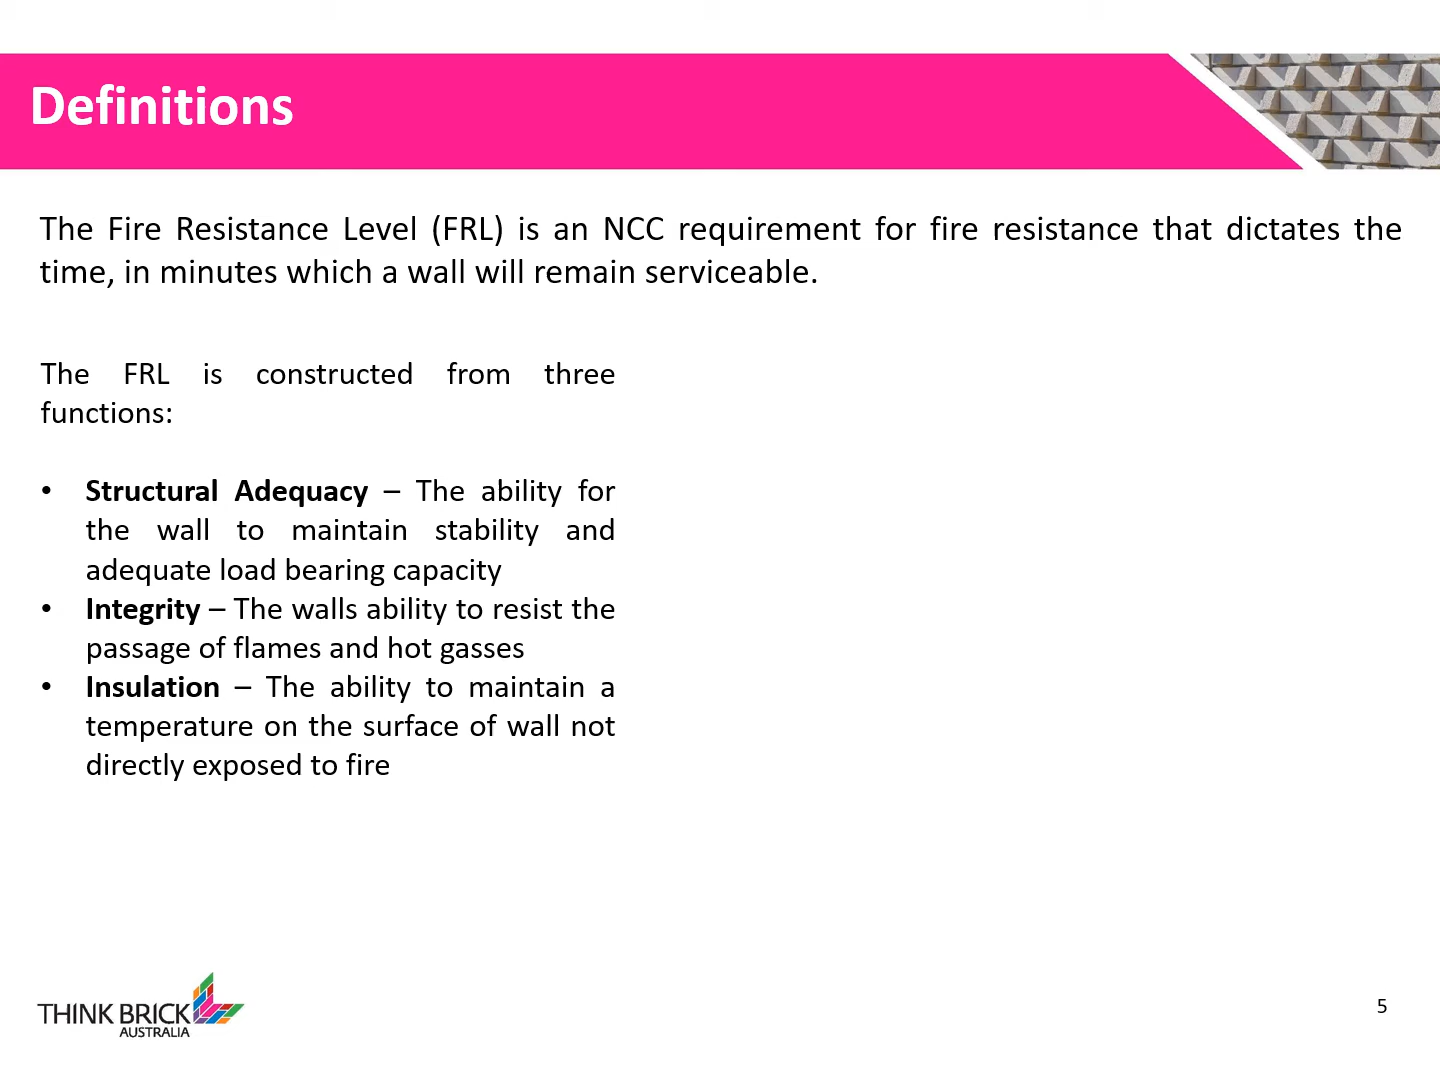 Definitions
The Fire Resistance Level (FRL) is an NCC requirement for fire resistance that dictates the
time, in minutes which a wall will remain serviceable.
The FRL is constructed from three
functions:
• Structural Adequacy – The ability for
the wall to maintain stability and
adequate load bearing capacity
• Integrity – The walls ability to resist the
passage of flames and hot gasses
• Insulation – The ability to maintain a
temperature on the surface of wall not
directly exposed to fire
THINK BRICK
AUSTRALIA
5